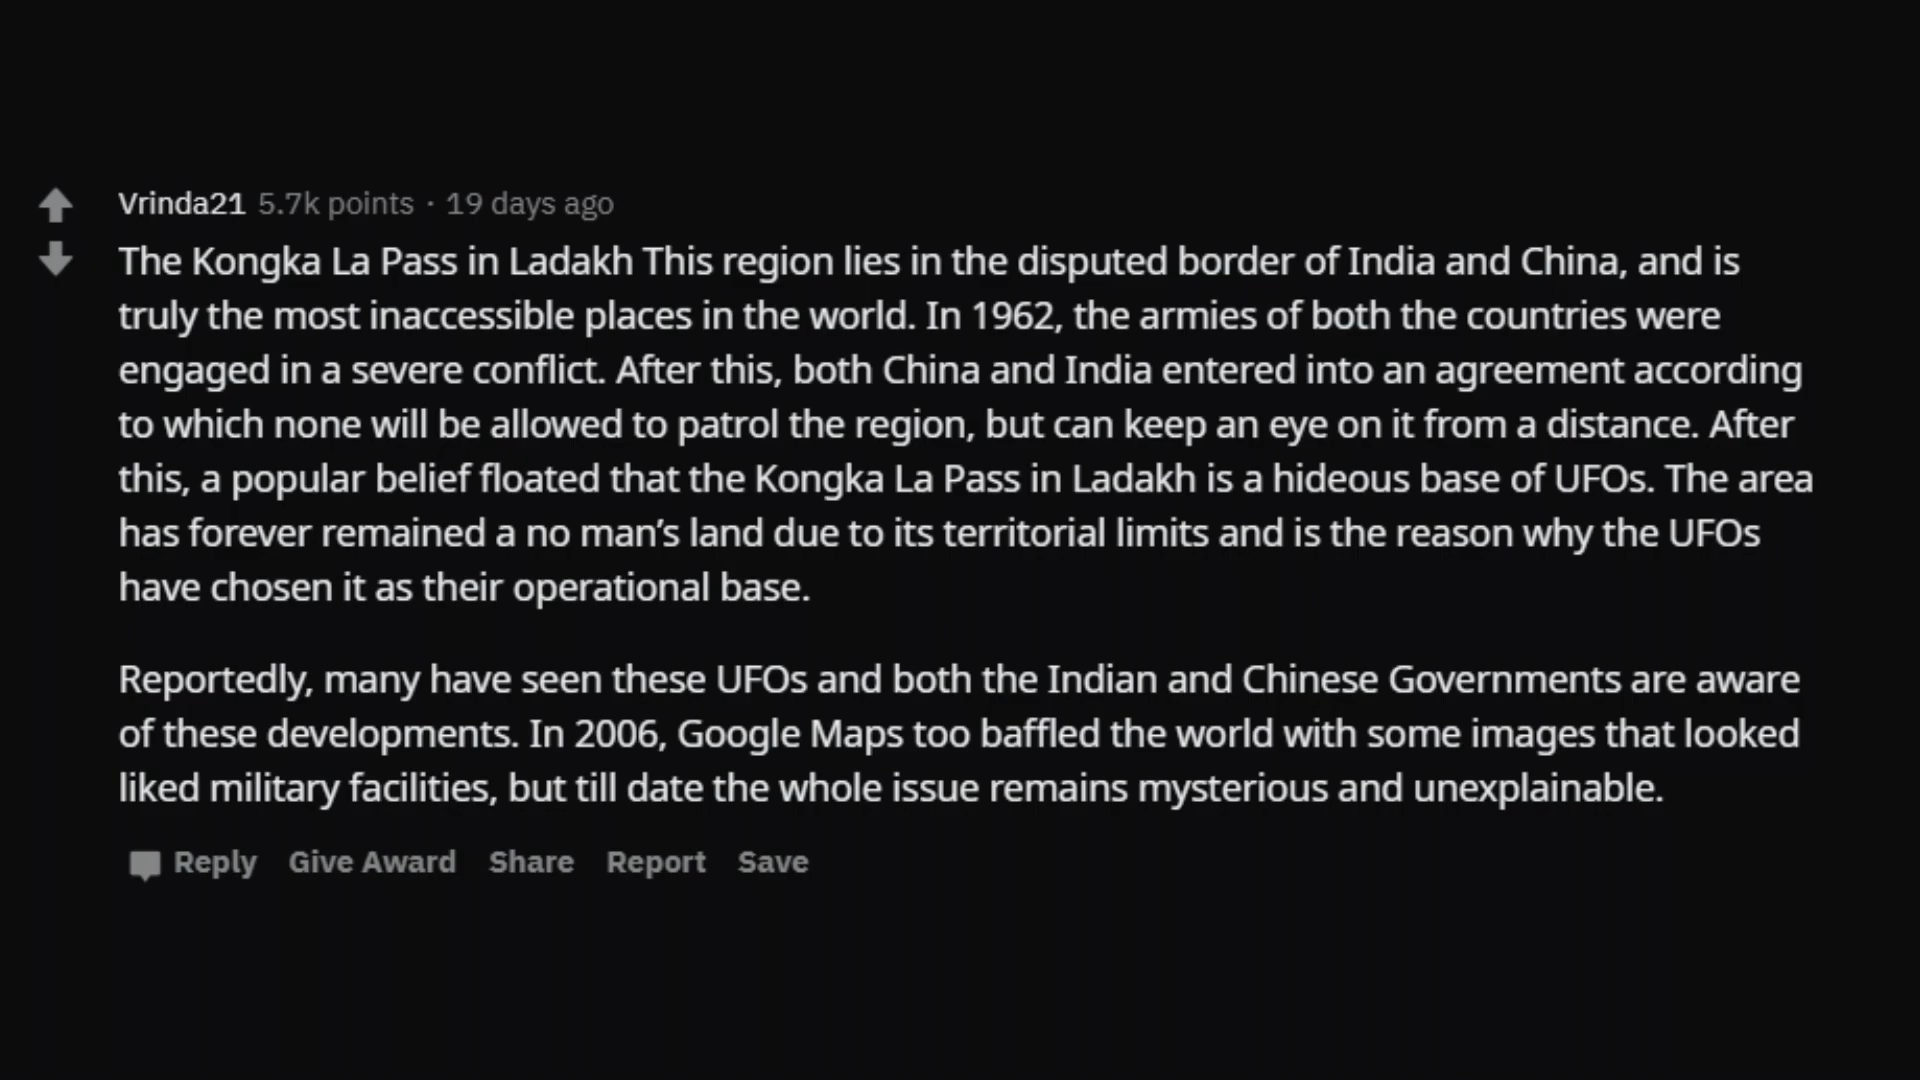 Vrinda21 5.7k points · 19 days ago
The Kongka La Pass in Ladakh This region lies in the disputed border of India and China, and is
truly the most inaccessible places in the world. In 1962, the armies of both the countries were
engaged in a severe conflict. After this, both China and India entered into an agreement according
to which none will be allowed to patrol the region, but can keep an eye on it from a distance. After
this, a popular belief floated that the Kongka La Pass in Ladakh is a hideous base of UFOs. The area
has forever remained a no man’s land due to its territorial limits and is the reason why the UFOs
have chosen it as their operational base.
Reportedly, many have seen these UFOs and both the Indian and Chinese Governments are aware
of these developments. In 2006, Google Maps too baffled the world with some images that looked
liked military facilities, but till date the whole issue remains mysterious and unexplainable.
Reply Give Award Share Report Save